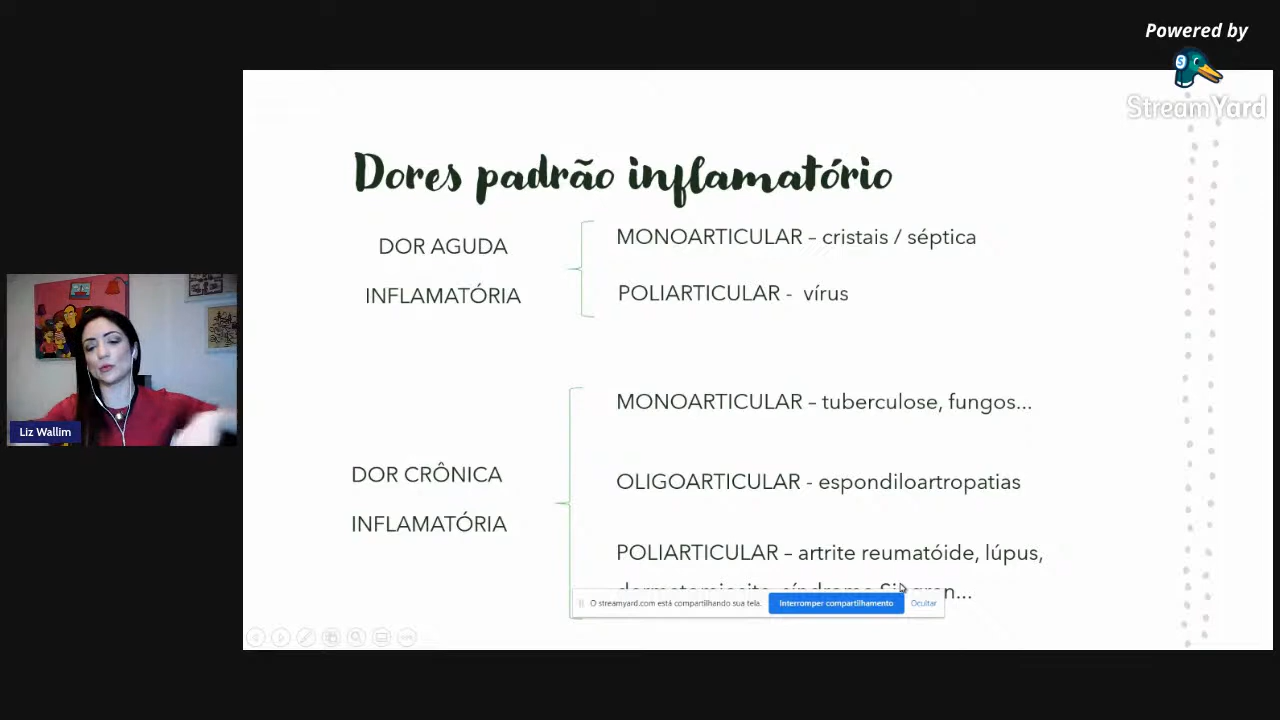 Powered by
StreamYard
Dores padrão inflamatório
DOR AGUDA
INFLAMATÓRIA
MONOARTICULAR – cristais / séptica
POLIARTICULAR - vírus
DOR CRÔNICA
INFLAMATÓRIA
MONOARTICULAR – tuberculose, fungos...
OLIGOARTICULAR - espondiloartropatias
POLIARTICULAR – artrite reumatóide, lúpus,
O streamyard.com está compartilhando sua tela.
Interromper compartilhamento
Ocultar
Liz Wallim